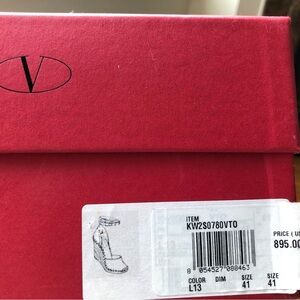 V
ITEM
KW2S0780VTO
PRICE ( US
895.00
8 054527 088463
COLOR DIM SIZE SIZE
L13 41 41